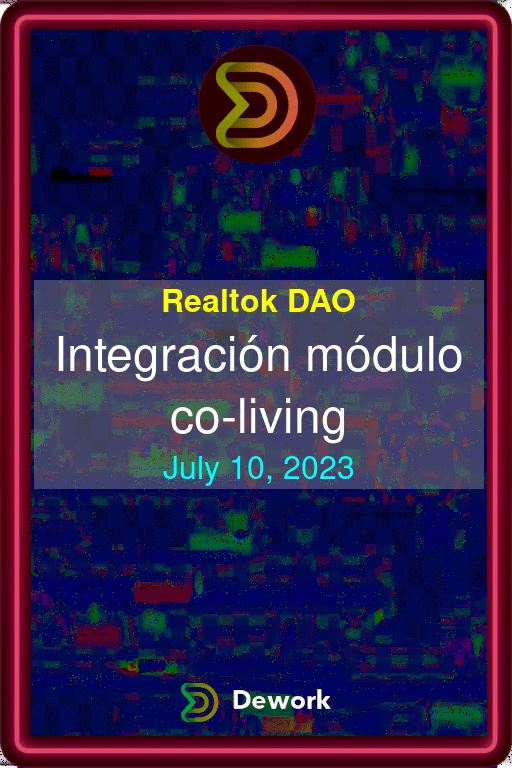 Realtok DAO
Integración módulo
co-living
July 10, 2023
Dework